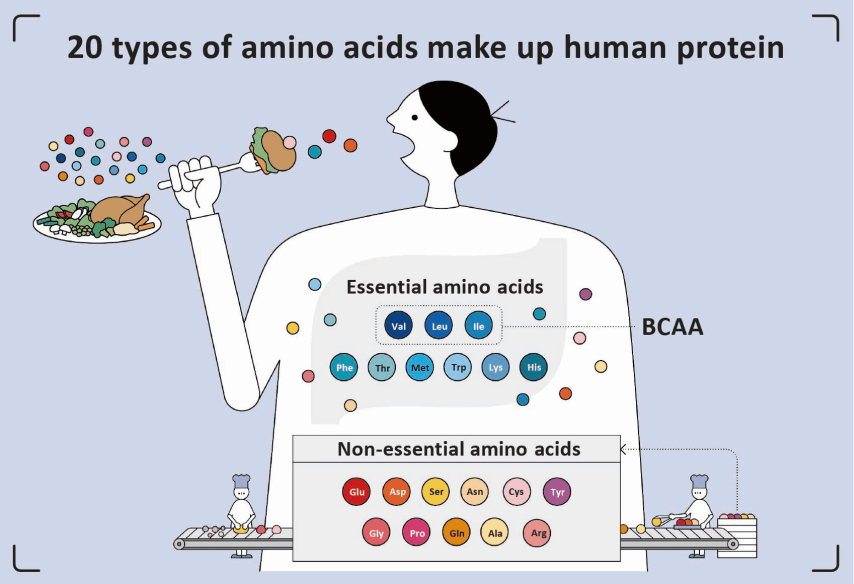 20 types of amino acids make up human protein
Essential amino acids
Val Leu Ile
BCAA
Phe Thr Met Trp Lys His
Non-essential amino acids
Glu Asp Ser Asn Cys Tyr
Gly Pro Gln Ala Arg